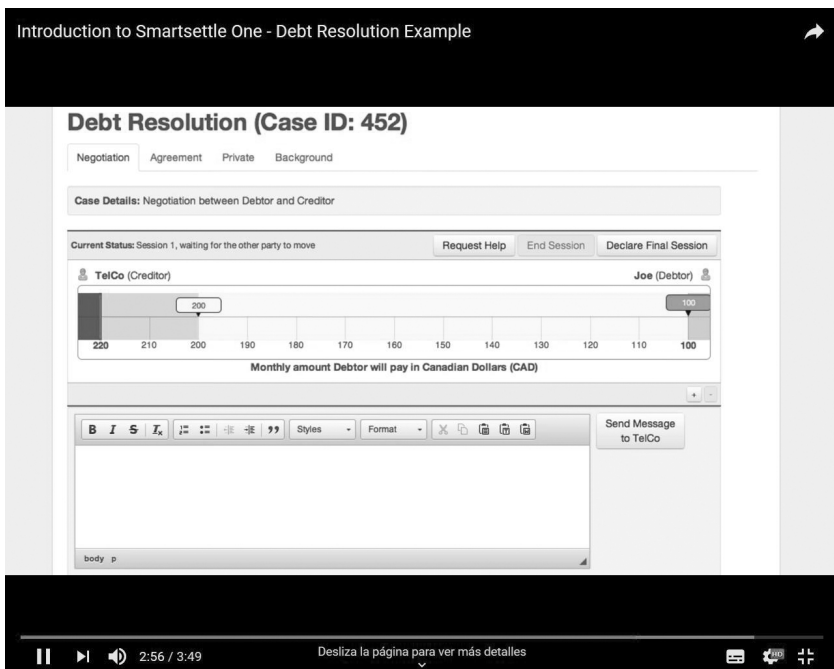 Introduction to Smartsettle One - Debt Resolution Example
Debt Resolution (Case ID: 452)
Negotiation Agreement Private Background
Case Details: Negotiation between Debtor and Creditor
Current Status: Session 1, waiting for the other party to move Request Help End Session Declare Final Session
TelCo (Creditor) Joe (Debtor)
200 100
220 210 200 190 180 170 160 150 140 130 120 110 100
Monthly amount Debtor will pay in Canadian Dollars (CAD)
+ -
B I S Tx Styles Format
Send Message
to TelCo
body p
2:56 / 3:49 Desliza la página para ver más detalles HD